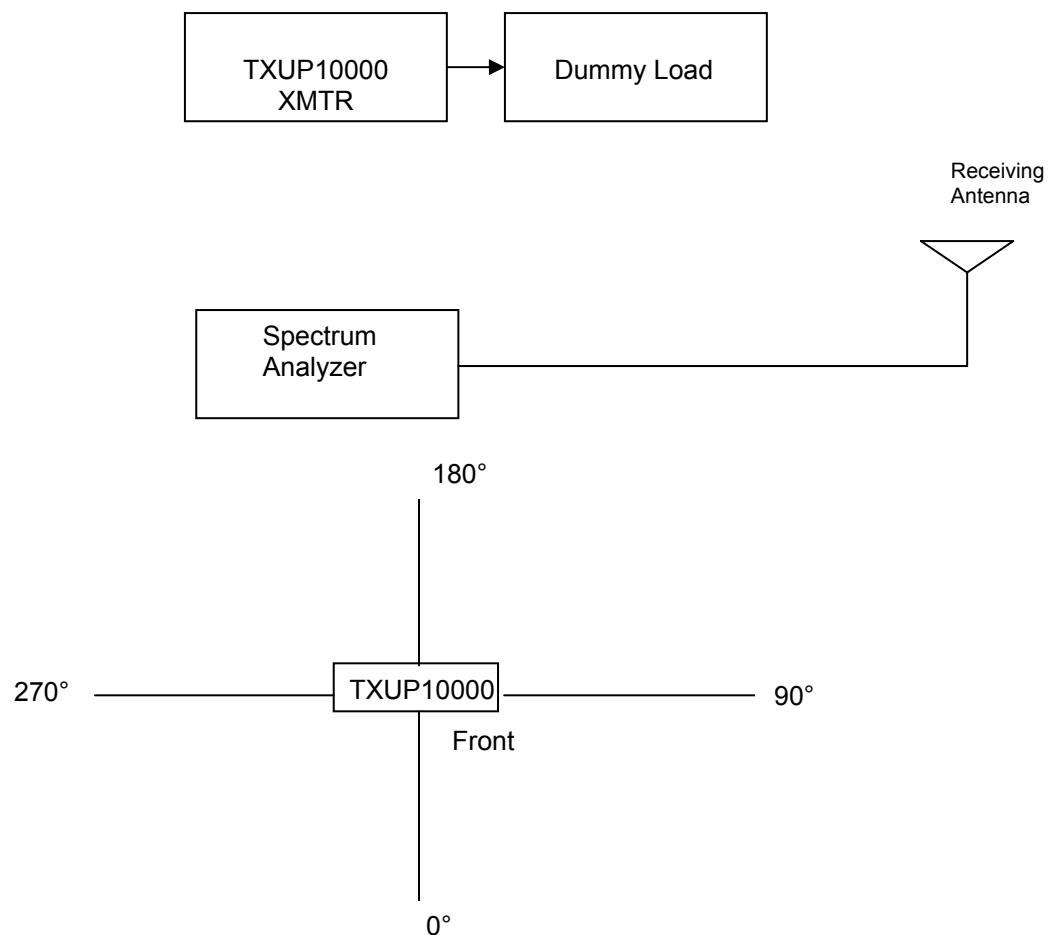 TXUP10000
XMTR
Dummy Load
Receiving
Antenna
Spectrum
Analyzer
180°
270°
TXUP10000
90°
Front
0°